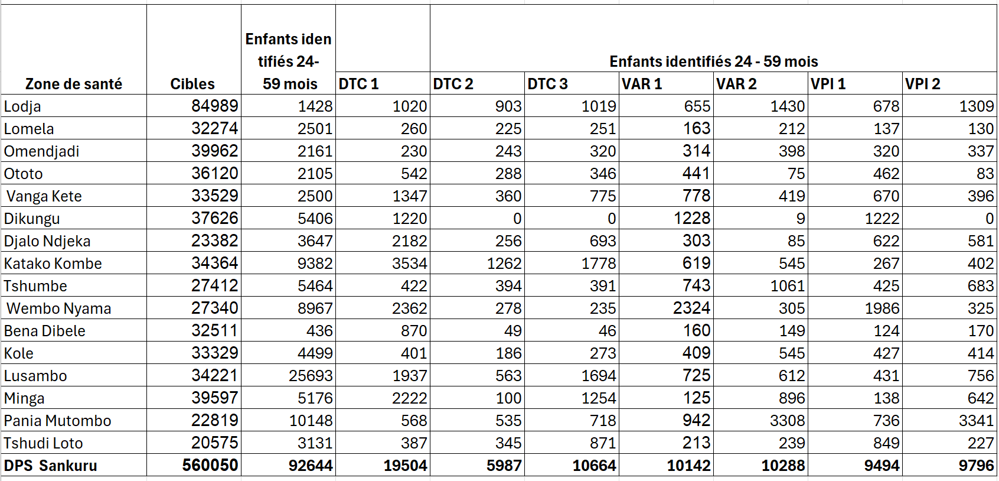 Zone de santé Cibles Enfants iden
tifiés 24-
59 mois DTC 1 Enfants identifiés 24 - 59 mois
DTC 2 DTC 3 VAR 1 VAR 2 VPI 1 VPI 2
Lodja 84989 1428 1020 903 1019 655 1430 678 1309
Lomela 32274 2501 260 225 251 163 212 137 130
Omendjadi 39962 2161 230 243 320 314 398 320 337
Ototo 36120 2105 542 288 346 441 75 462 83
Vanga Kete 33529 2500 1347 360 775 778 419 670 396
Dikungu 37626 5406 1220 0 0 1228 9 1222 0
Djalo Ndjeka 23382 3647 2182 256 693 303 85 622 581
Katako Kombe 34364 9382 3534 1262 1778 619 545 267 402
Tshumbe 27412 5464 422 394 391 743 1061 425 683
Wembo Nyama 27340 8967 2362 278 235 2324 305 1986 325
Bena Dibele 32511 436 870 49 46 160 149 124 170
Kole 33329 4499 401 186 273 409 545 427 414
Lusambo 34221 25693 1937 563 1694 725 612 431 756
Minga 39597 5176 2222 100 1254 125 896 138 642
Pania Mutombo 22819 10148 568 535 718 942 3308 736 3341
Tshudi Loto 20575 3131 387 345 871 213 239 849 227
DPS Sankuru 560050 92644 19504 5987 10664 10142 10288 9494 9796